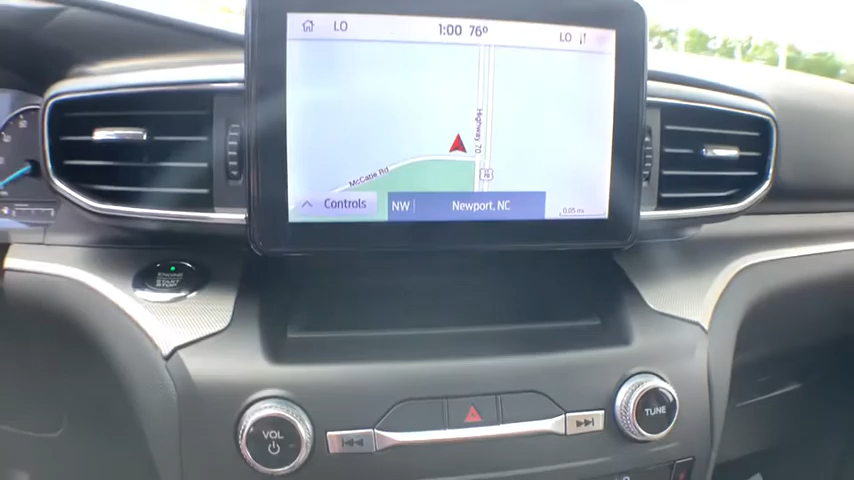 LO 1:00 76° LO
Highway 70
McCabe Rd
70
Controls NW Newport, NC 0.05 mi
ENGINE
START
STOP
VOL
TUNE